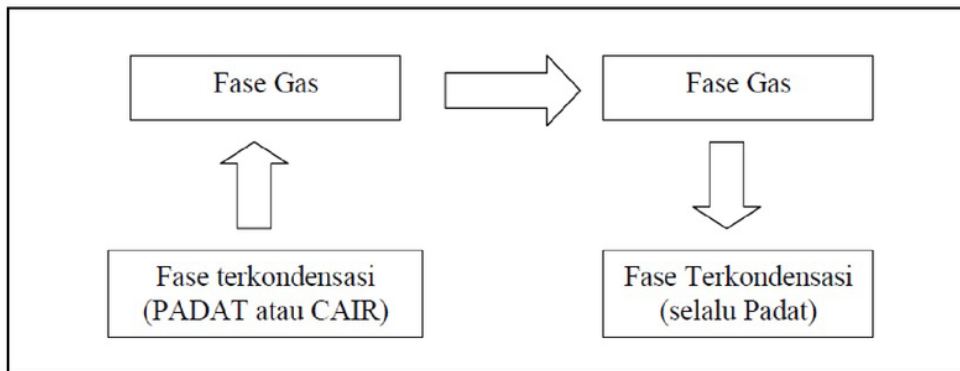 Fase Gas
Fase Gas
Fase terkondensasi
(PADAT atau CAIR)
Fase Terkondensasi
(selalu Padat)